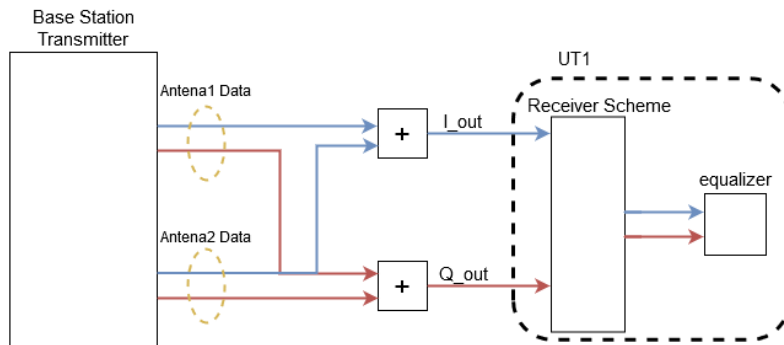 Base Station
Transmitter
UT1
Antena1 Data
Receiver Scheme
+
I_out
equalizer
Antena2 Data
+
Q_out